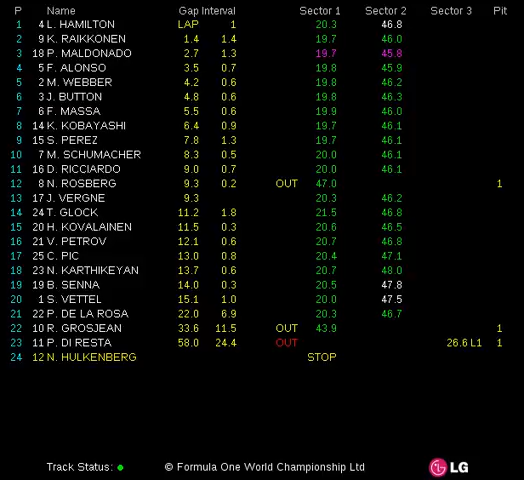 P Name Gap Interval Sector 1 Sector 2 Sector 3 Pit
1 4 L. HAMILTON LAP 1 20.3 46.8
2 9 K. RAIKKONEN 1.4 1.4 19.7 46.0
3 18 P. MALDONADO 2.7 1.3 19.7 45.8
4 5 F. ALONSO 3.5 0.7 19.8 45.9
5 2 M. WEBBER 4.2 0.6 19.8 46.2
6 3 J. BUTTON 4.8 0.6 19.8 46.3
7 6 F. MASSA 5.5 0.6 19.9 46.0
8 14 K. KOBAYASHI 6.4 0.9 19.7 46.1
9 15 S. PEREZ 7.8 1.3 19.7 46.1
10 7 M. SCHUMACHER 8.3 0.5 20.0 46.1
11 16 D. RICCIARDO 9.0 0.7 20.0 46.1
12 8 N. ROSBERG 9.3 0.2 OUT 47.0 1
13 17 J. VERGNE 9.3 20.3 46.2
14 24 T. GLOCK 11.2 1.8 21.5 46.8
15 20 H. KOVALAINEN 11.5 0.3 20.6 46.5
16 21 V. PETROV 12.1 0.6 20.7 46.8
17 25 C. PIC 13.0 0.8 20.4 47.1
18 23 N. KARTHIKEYAN 13.7 0.6 20.7 48.0
19 19 B. SENNA 14.0 0.3 20.5 47.8
20 1 S. VETTEL 15.1 1.0 20.0 47.5
21 22 P. DE LA ROSA 22.0 6.9 20.3 46.7
22 10 R. GROSJEAN 33.6 11.5 OUT 43.9 1
23 11 P. DI RESTA 58.0 24.4 OUT 26.6 L1 1
24 12 N. HULKENBERG STOP
Track Status: © Formula One World Championship Ltd LG